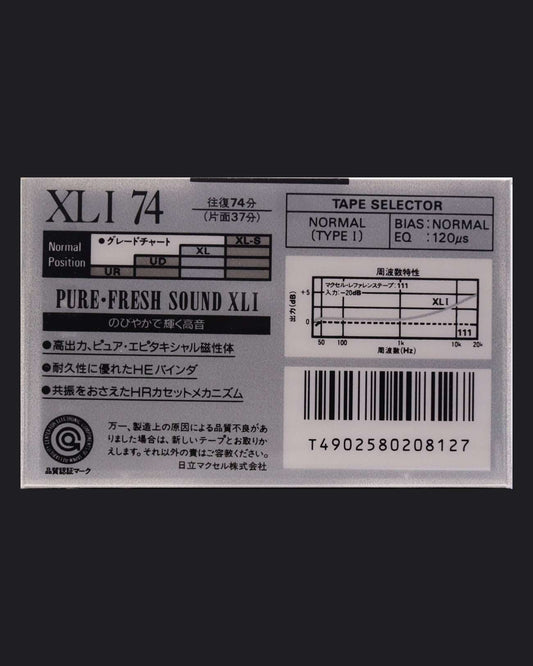 XLI 74
往復74分
(片面37分)
Normal
Position
●グレードチャート
XL-S
XL
UD
UR
PURE·FRESH SOUND XLI
のびやかで輝く高音
●高出力、ピュア・エピタキシャル磁性体
●耐久性に優れたHEバインダ
●共振をおさえたHRカセットメカニズム
品質認証マーク
万一、製造上の原因による品質不良があ
りました場合は、新しいテープとお取りか
えします。それ以外の責はご容赦ください。
日立マクセル株式会社
TAPE SELECTOR
NORMAL
(TYPE I)
BIAS:NORMAL
EQ :120μs
周波数特性
マクセル・レファレンステープ:111
入力:-20dB
出力(dB)
+5
0
XLI
111
50 100 1k 10k 20k
周波数(Hz)
T4902580208127